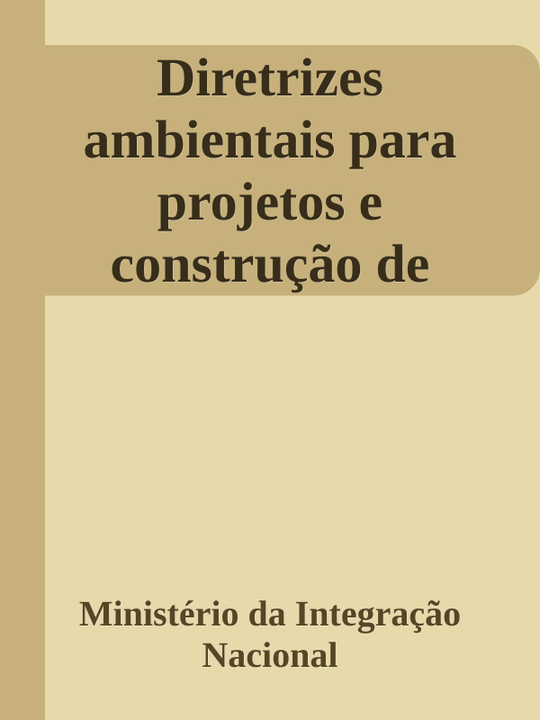 Diretrizes
ambientais para
projetos e
construção de
Ministério da Integração
Nacional